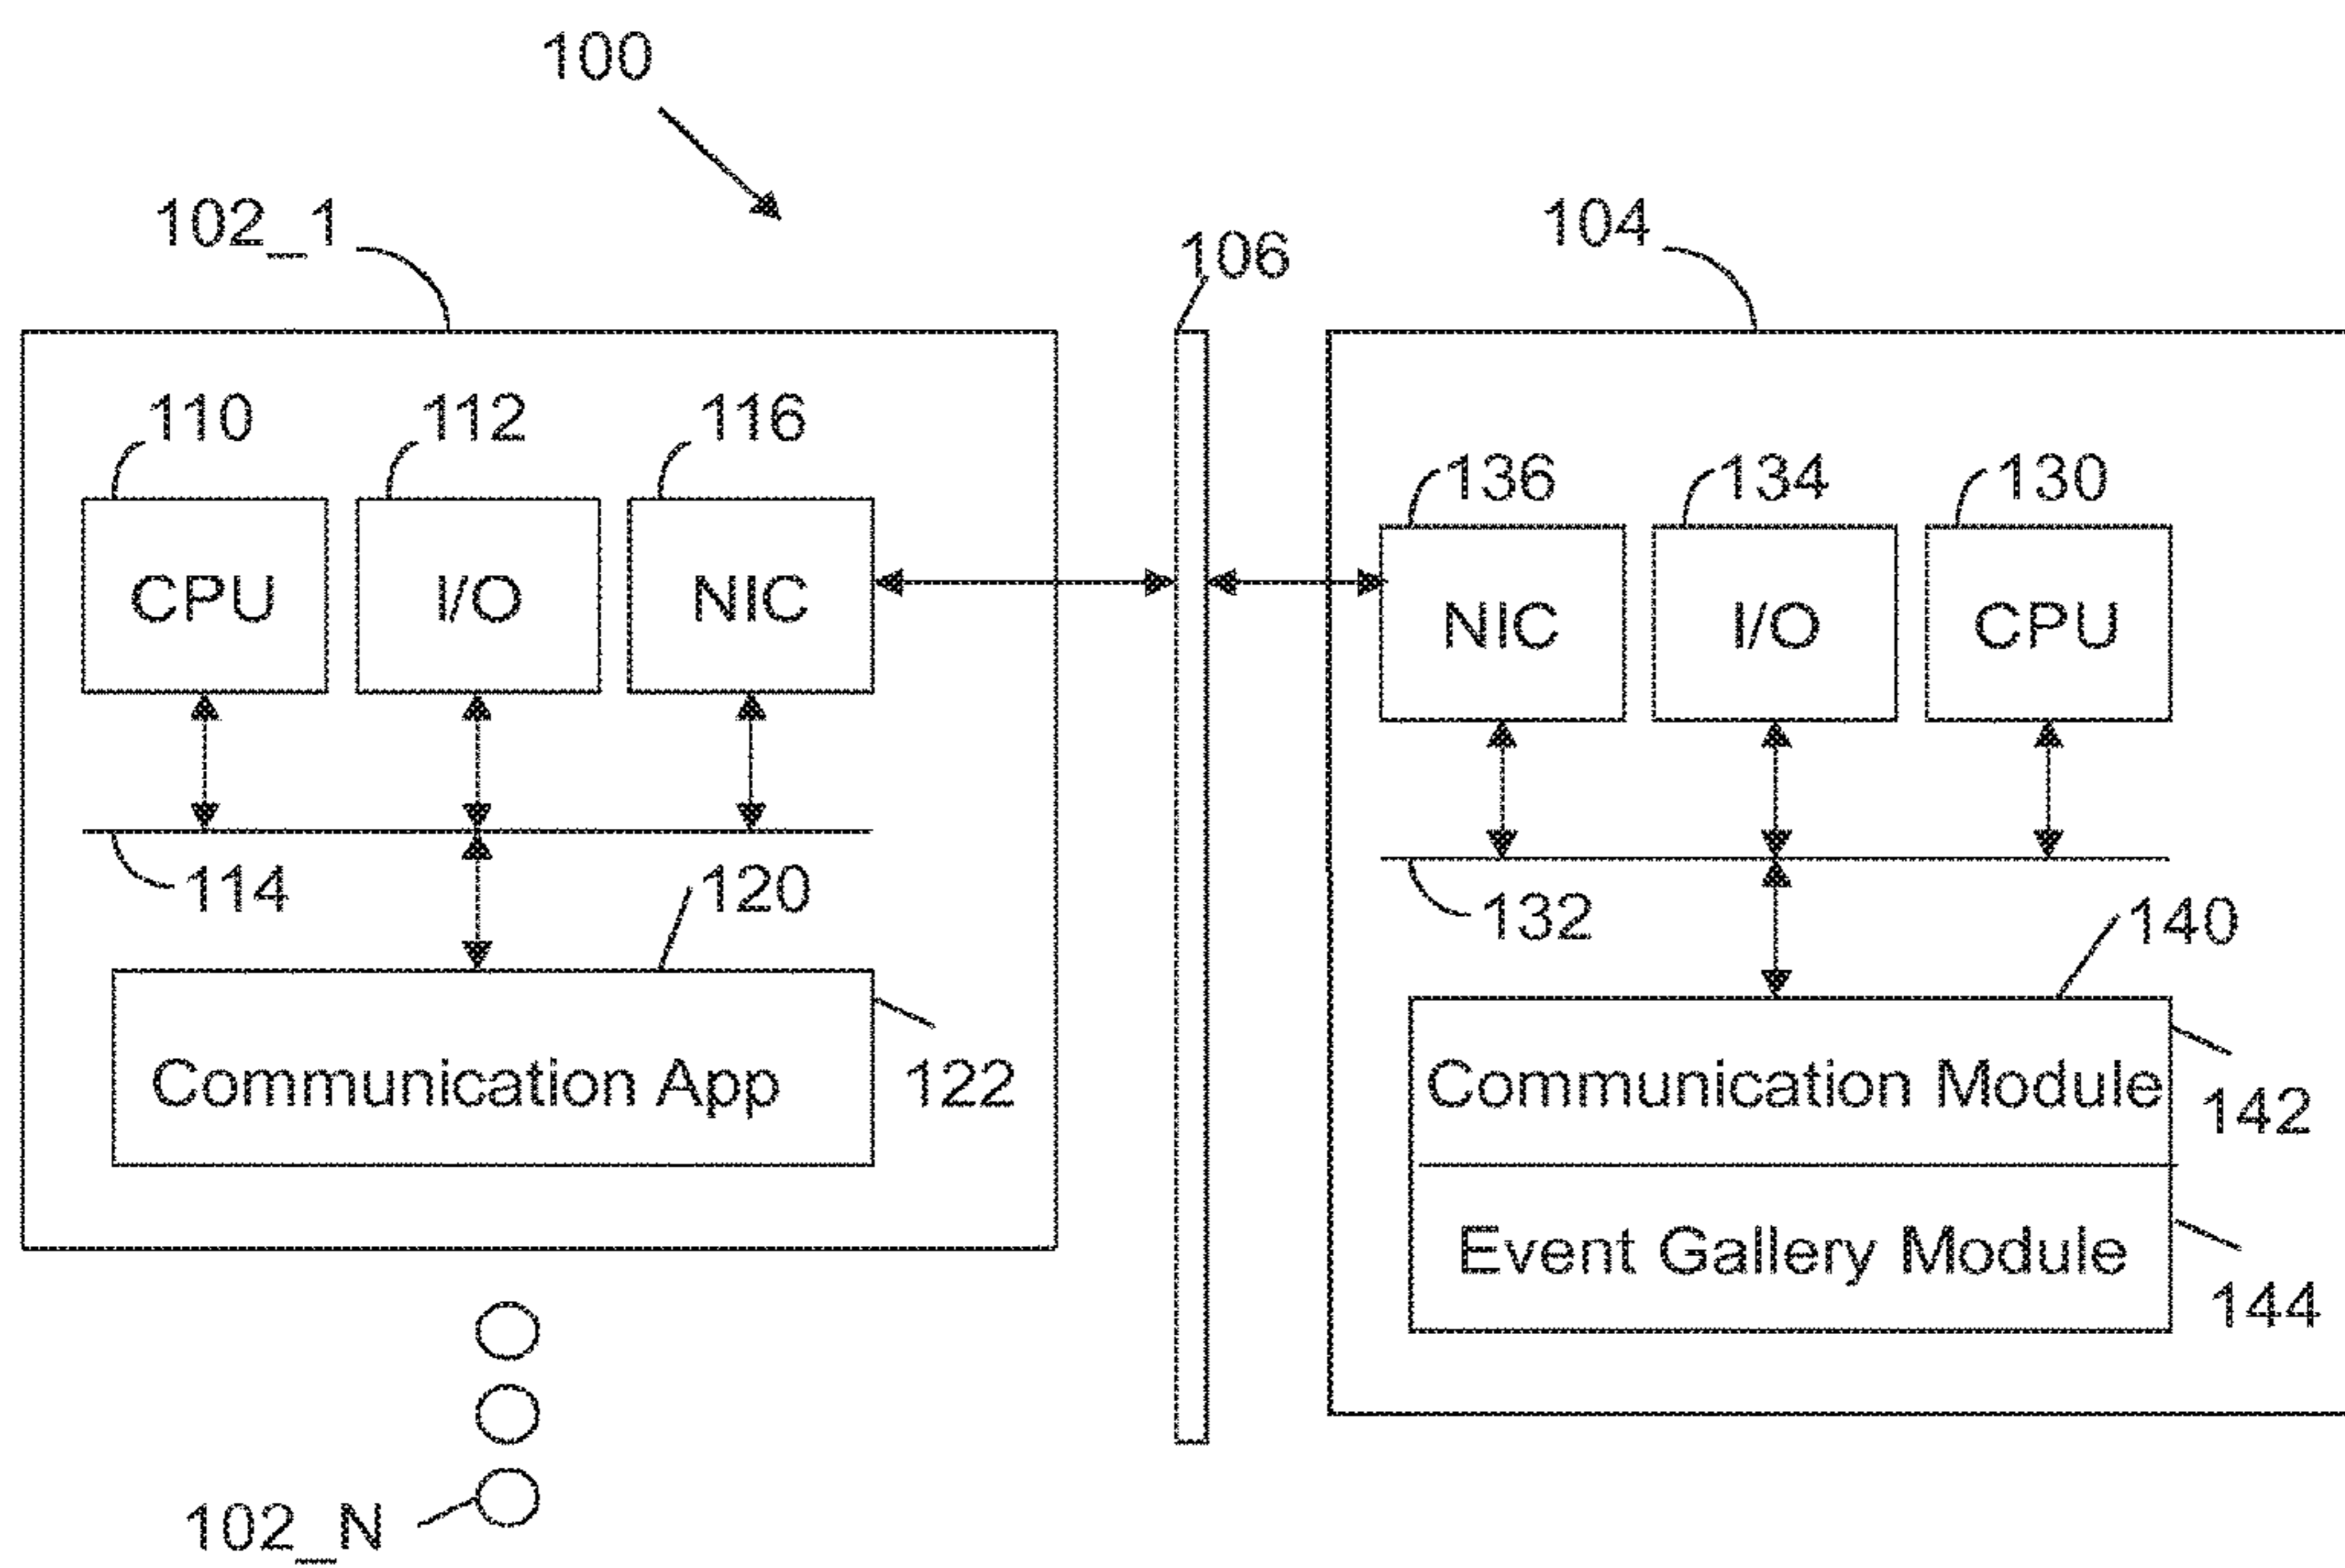 100
102_1
106
104
110 112 116
136 134 130
CPU I/O NIC
NIC I/O CPU
114 120
132 140
Communication App 122
Communication Module 142
Event Gallery Module 144
102_N